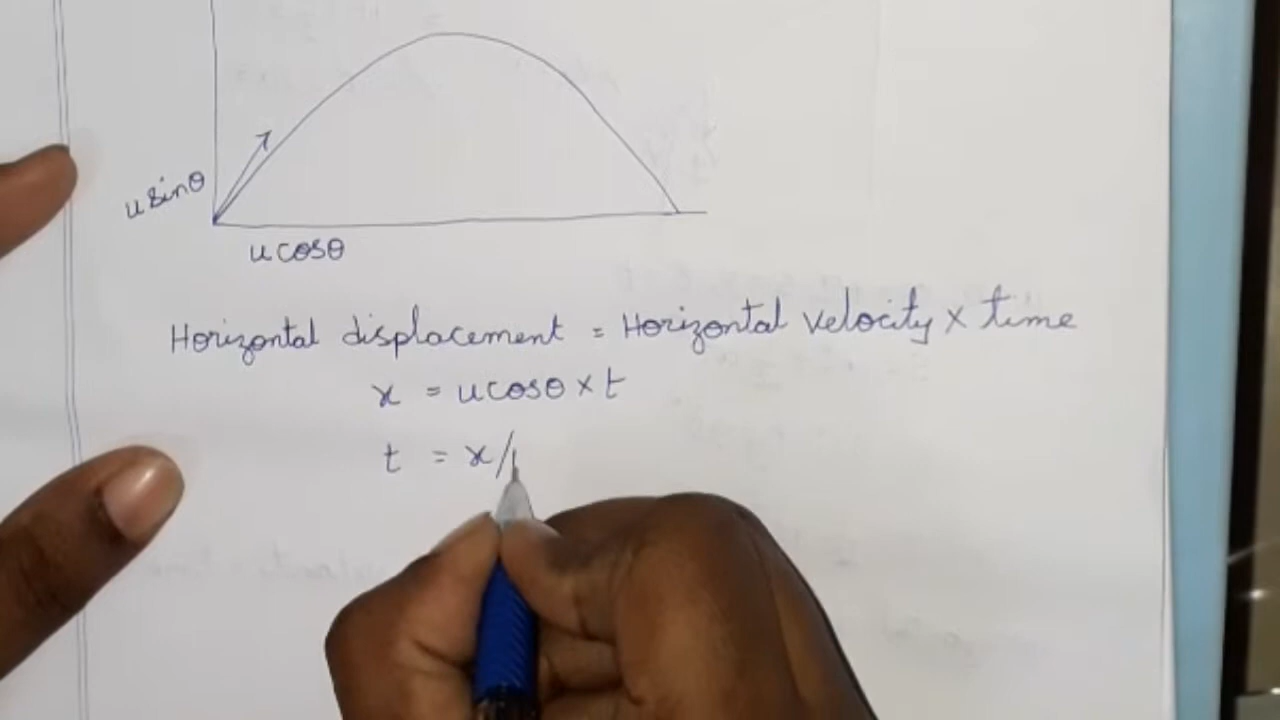 u sinθ
u cosθ
Horizontal displacement = Horizontal velocity × time
x = u cosθ × t
t = x/